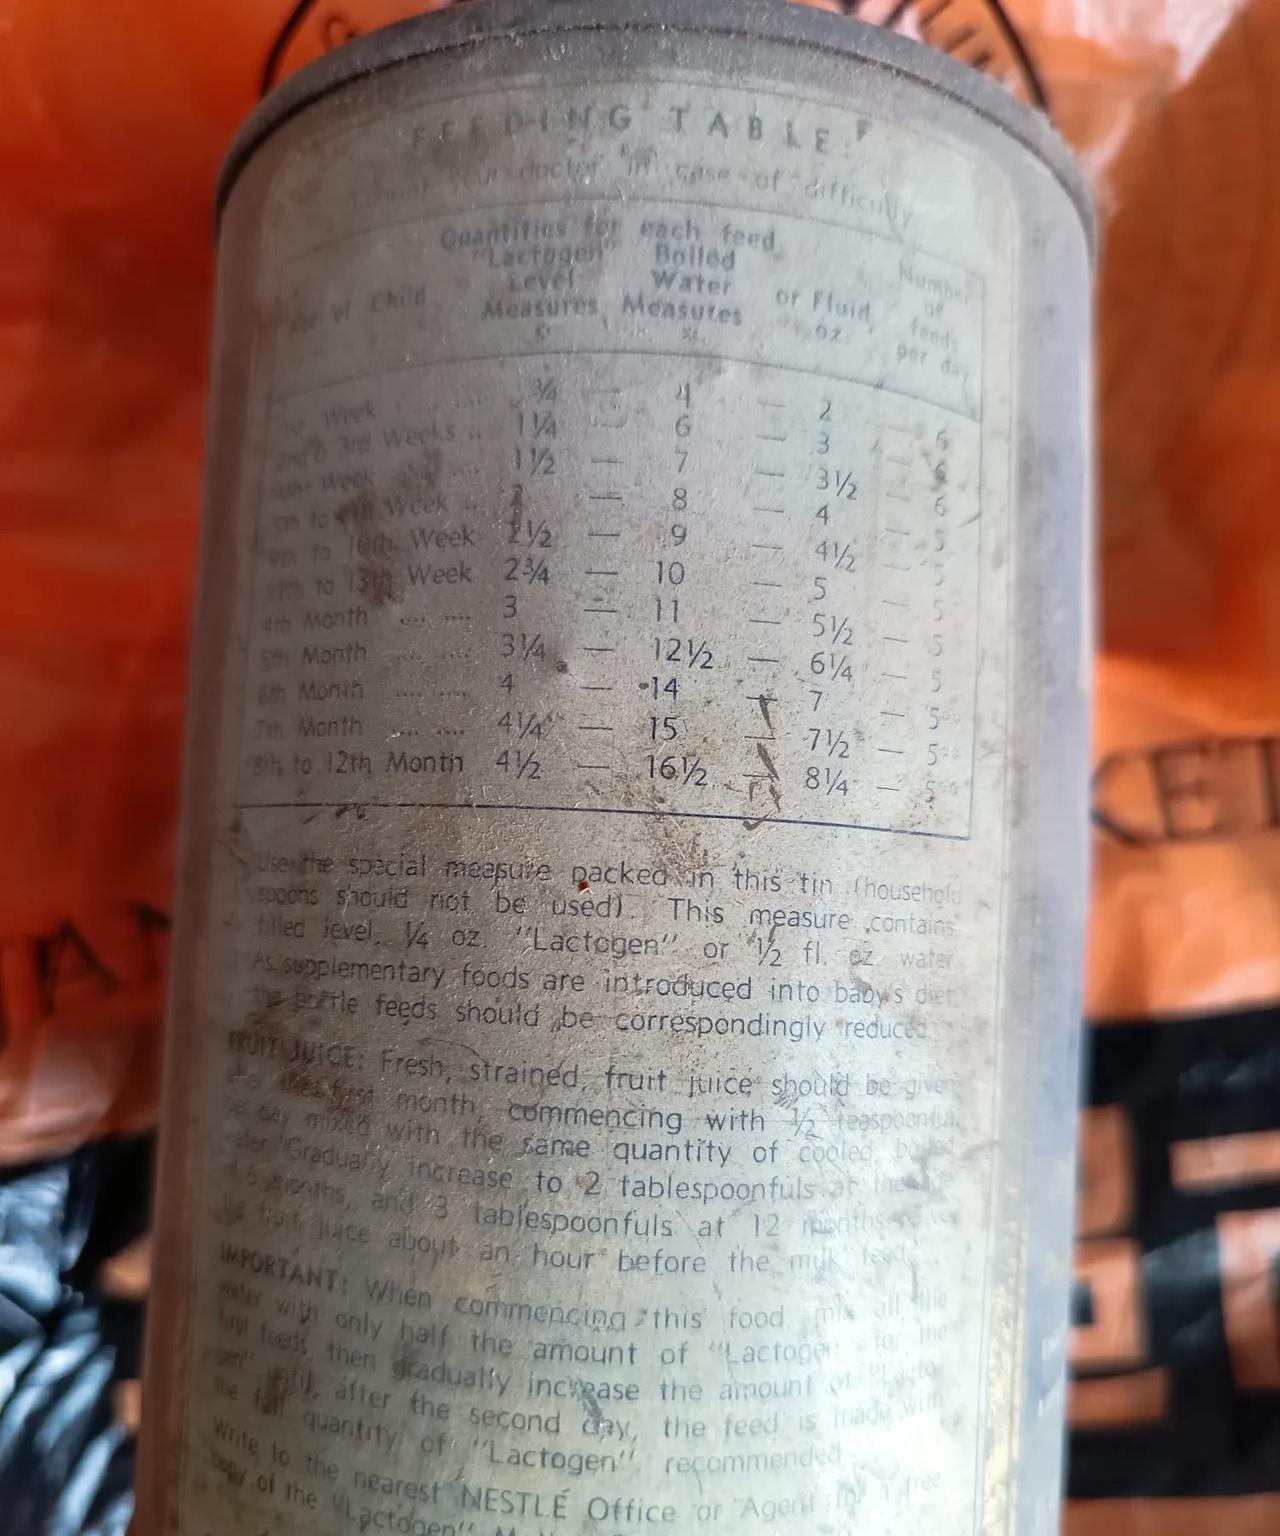 FEEDING TABLE
your doctor in case of difficulty
Quantities for each feed
"Lactogen" Boiled Number
Level Water of
Age of Child Measures Measures or Fluid oz. feeds per day
1st Week ¾ — 4 — 2 — 6
2nd & 3rd Weeks .. 1¼ — 6 — 3 — 6
4th Week .... 1½ — 7 — 3½ — 6
5th to Week .. 2 — 8 — 4 — 5
9th to 10th Week 2½ — 9 — 4½ — 5
11th to 13th Week 2¾ — 10 — 5 — 5
4th Month .... .... 3 — 11 — 5½ — 5
5th Month .... .... 3¼ — 12½ — 6¼ — 5
6th Month .... .... 4 — 14 — 7 — 5
7th Month .... .... 4¼ — 15 — 7½ — 5
8th to 12th Month 4½ — 16½ — 8¼ — 5
Use the special measure packed in this tin (household
spoons should not be used). This measure contains
filled level, ¼ oz. "Lactogen" or ½ fl. oz. water
As supplementary foods are introduced into baby's diet,
the bottle feeds should be correspondingly reduced.
FRUIT JUICE: Fresh, strained, fruit juice should be given
first month, commencing with ½ teaspoonful
per day mixed with the same quantity of cooled boiled
water. Gradually increase to 2 tablespoonfuls at the age
of 6 months, and 3 tablespoonfuls at 12 months.
the fruit juice about an hour before the milk feed.
IMPORTANT: When commencing this food, mix all the
water with only half the amount of "Lactogen" for the
first feeds, then gradually increase the amount of "Lacto-
gen" until, after the second day, the feed is made with
the full quantity of "Lactogen" recommended
Write to the nearest NESTLÉ Office or Agent for a free
copy of the "Lactogen"
KET